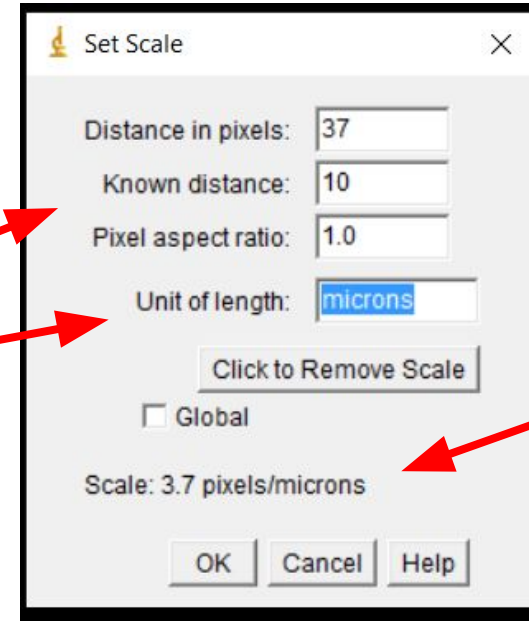 Set Scale
Distance in pixels: 37
Known distance: 10
Pixel aspect ratio: 1.0
Unit of length: microns
Click to Remove Scale
Global
Scale: 3.7 pixels/microns
OK Cancel Help